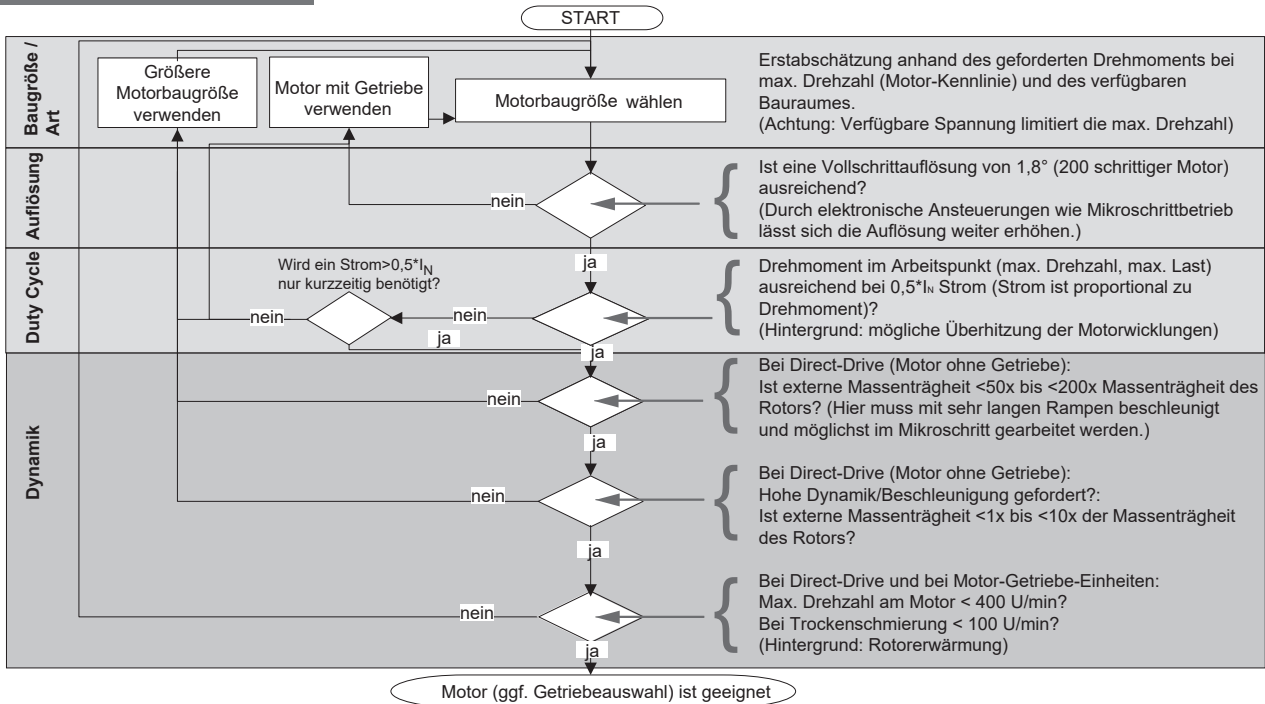 START
Baugröße /
Art
Größere
Motorbaugröße
verwenden
Motor mit Getriebe
verwenden
Motorbaugröße wählen
Erstabschätzung anhand des geforderten Drehmoments bei
max. Drehzahl (Motor-Kennlinie) und des verfügbaren
Bauraumes.
(Achtung: Verfügbare Spannung limitiert die max. Drehzahl)
Auflösung
nein
Ist eine Vollschrittauflösung von 1,8° (200 schrittiger Motor)
ausreichend?
(Durch elektronische Ansteuerungen wie Mikroschrittbetrieb
lässt sich die Auflösung weiter erhöhen.)
ja
Duty Cycle
Wird ein Strom>0,5*IN
nur kurzzeitig benötigt?
nein
nein
ja
Drehmoment im Arbeitspunkt (max. Drehzahl, max. Last)
ausreichend bei 0,5*IN Strom (Strom ist proportional zu
Drehmoment)?
(Hintergrund: mögliche Überhitzung der Motorwicklungen)
ja
Dynamik
nein
Bei Direct-Drive (Motor ohne Getriebe):
Ist externe Massenträgheit <50x bis <200x Massenträgheit des
Rotors? (Hier muss mit sehr langen Rampen beschleunigt
und möglichst im Mikroschritt gearbeitet werden.)
ja
nein
Bei Direct-Drive (Motor ohne Getriebe):
Hohe Dynamik/Beschleunigung gefordert?:
Ist externe Massenträgheit <1x bis <10x der Massenträgheit
des Rotors?
ja
nein
Bei Direct-Drive und bei Motor-Getriebe-Einheiten:
Max. Drehzahl am Motor < 400 U/min?
Bei Trockenschmierung < 100 U/min?
(Hintergrund: Rotorerwärmung)
ja
Motor (ggf. Getriebeauswahl) ist geeignet